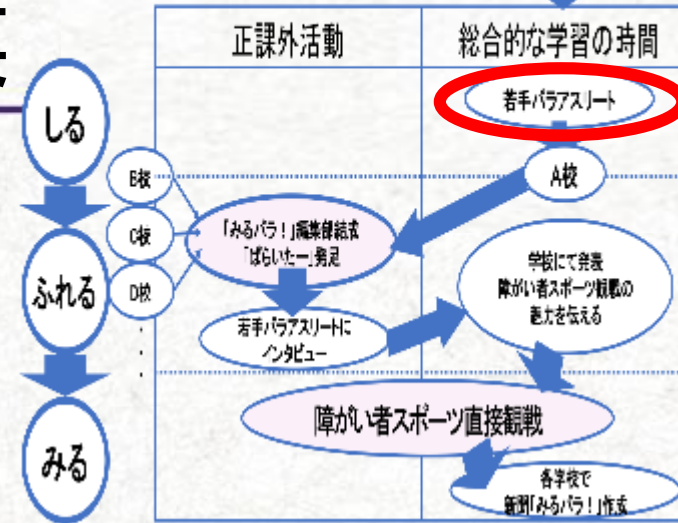 正課外活動
総合的な学習の時間
しる
若手パラアスリート
B校
A校
C校
「みるパラ！」編集部結成
「ぱらいたー」発足
ふれる
D校
学校にて発表
障がい者スポーツ観戦の
魅力を伝える
若手パラアスリートに
インタビュー
障がい者スポーツ直接観戦
みる
各学校で
新聞「みるパラ！」作成